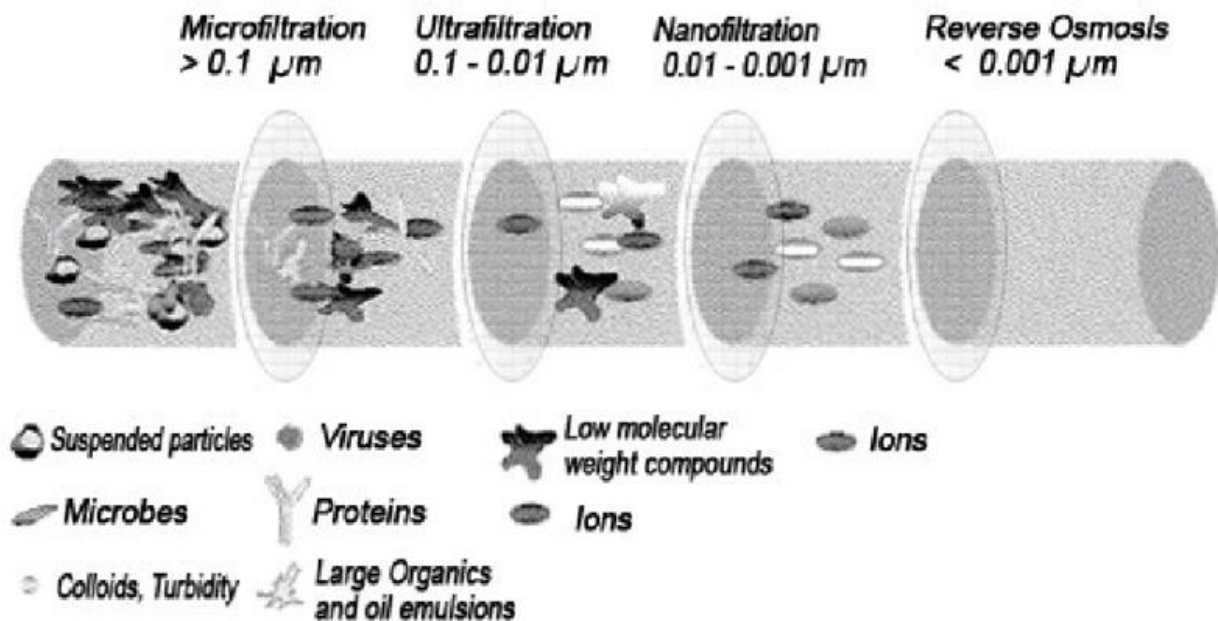 Microfiltration
> 0.1 µm
Ultrafiltration
0.1 - 0.01 µm
Nanofiltration
0.01 - 0.001 µm
Reverse Osmosis
< 0.001 µm
Suspended particles
Viruses
Low molecular
weight compounds
Ions
Microbes
Proteins
Ions
Colloids, Turbidity
Large Organics
and oil emulsions